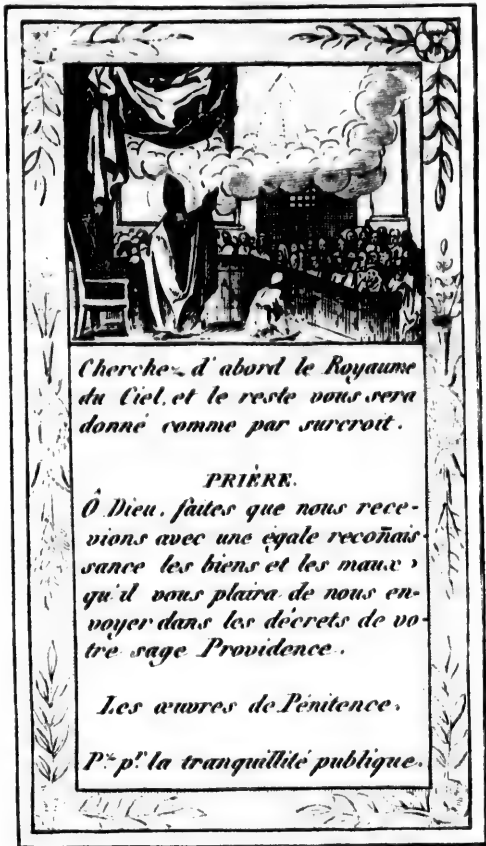 Cherchez d'abord le Royaume
du Ciel, et le reste vous sera
donné comme par surcroit.
PRIÈRE.
Ô Dieu, faites que nous rece-
vions avec une égale recoñais-
sance les biens et les maux,
qu'il vous plaira de nous en-
voyer dans les décrets de vo-
tre sage Providence.
Les œuvres de Pénitence.
Pz. pr. la tranquillité publique.